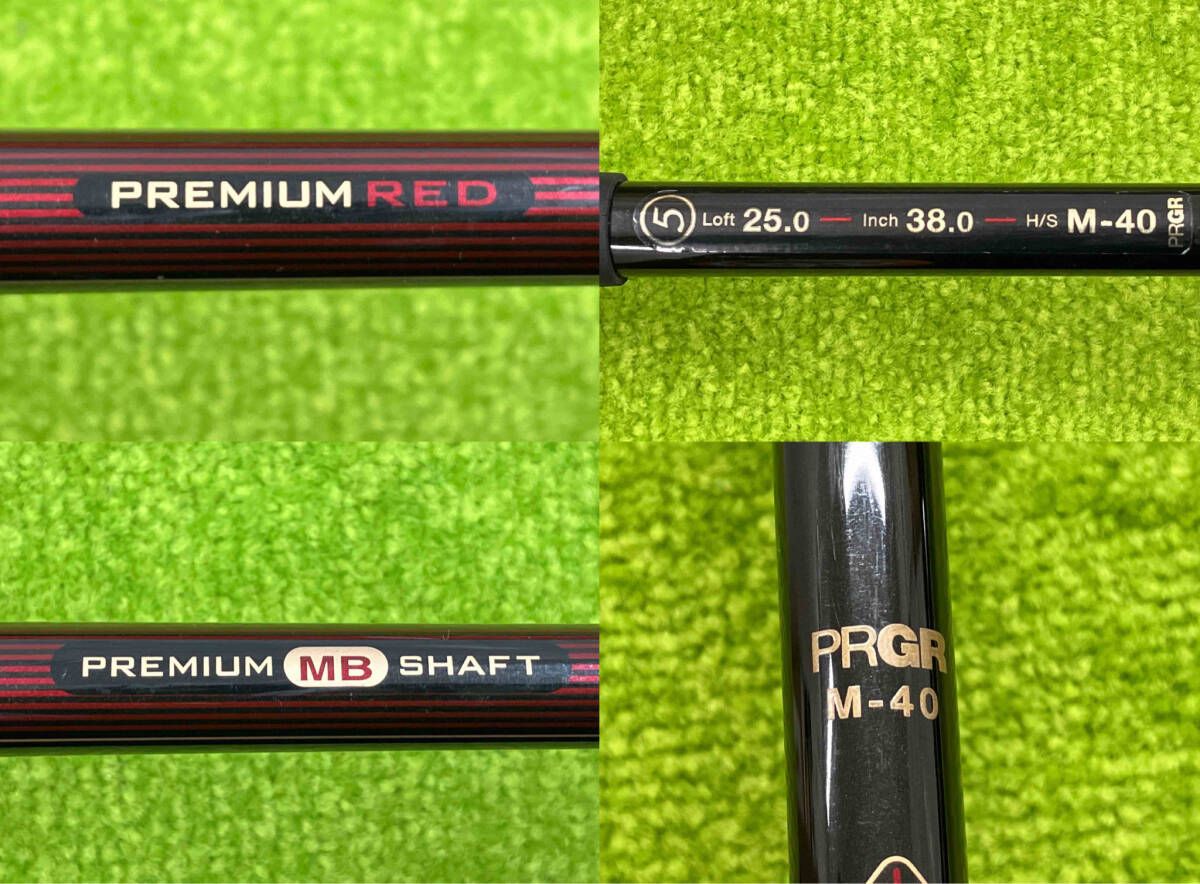 PREMIUM RED
5 Loft 25.0 — Inch 38.0 — H/S M-40 PRGR
PREMIUM MB SHAFT
PRGR
M-40